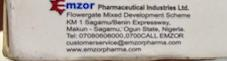 Emzor Pharmaceutical Industries Ltd.
Flowergate Mixed Development Scheme
KM 1 Sagamu/Benin Expressway,
Makun - Sagamu, Ogun State, Nigeria.
Tel: 07080606000,0700CALL EMZOR
customerservice@emzorpharma.com
www.emzorpharma.com